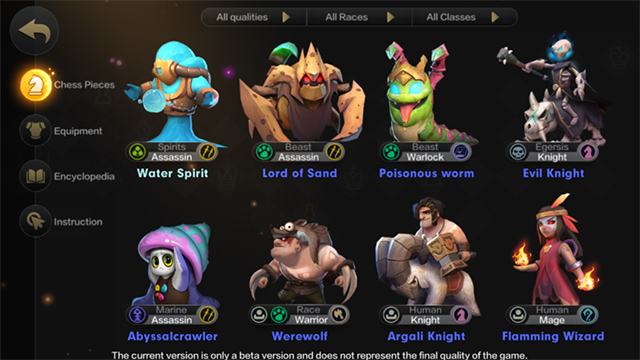 All qualities
All Races
All Classes
Chess Pieces
Equipment
Encyclopedia
Instruction
Spirits
Assassin
Water Spirit
Beast
Assassin
Lord of Sand
Beast
Warlock
Poisonous worm
Egersis
Knight
Evil Knight
Marine
Assassin
Abyssalcrawler
Race
Warrior
Werewolf
Human
Knight
Argali Knight
Human
Mage
Flamming Wizard
The current version is only a beta version and does not represent the final quality of the game.